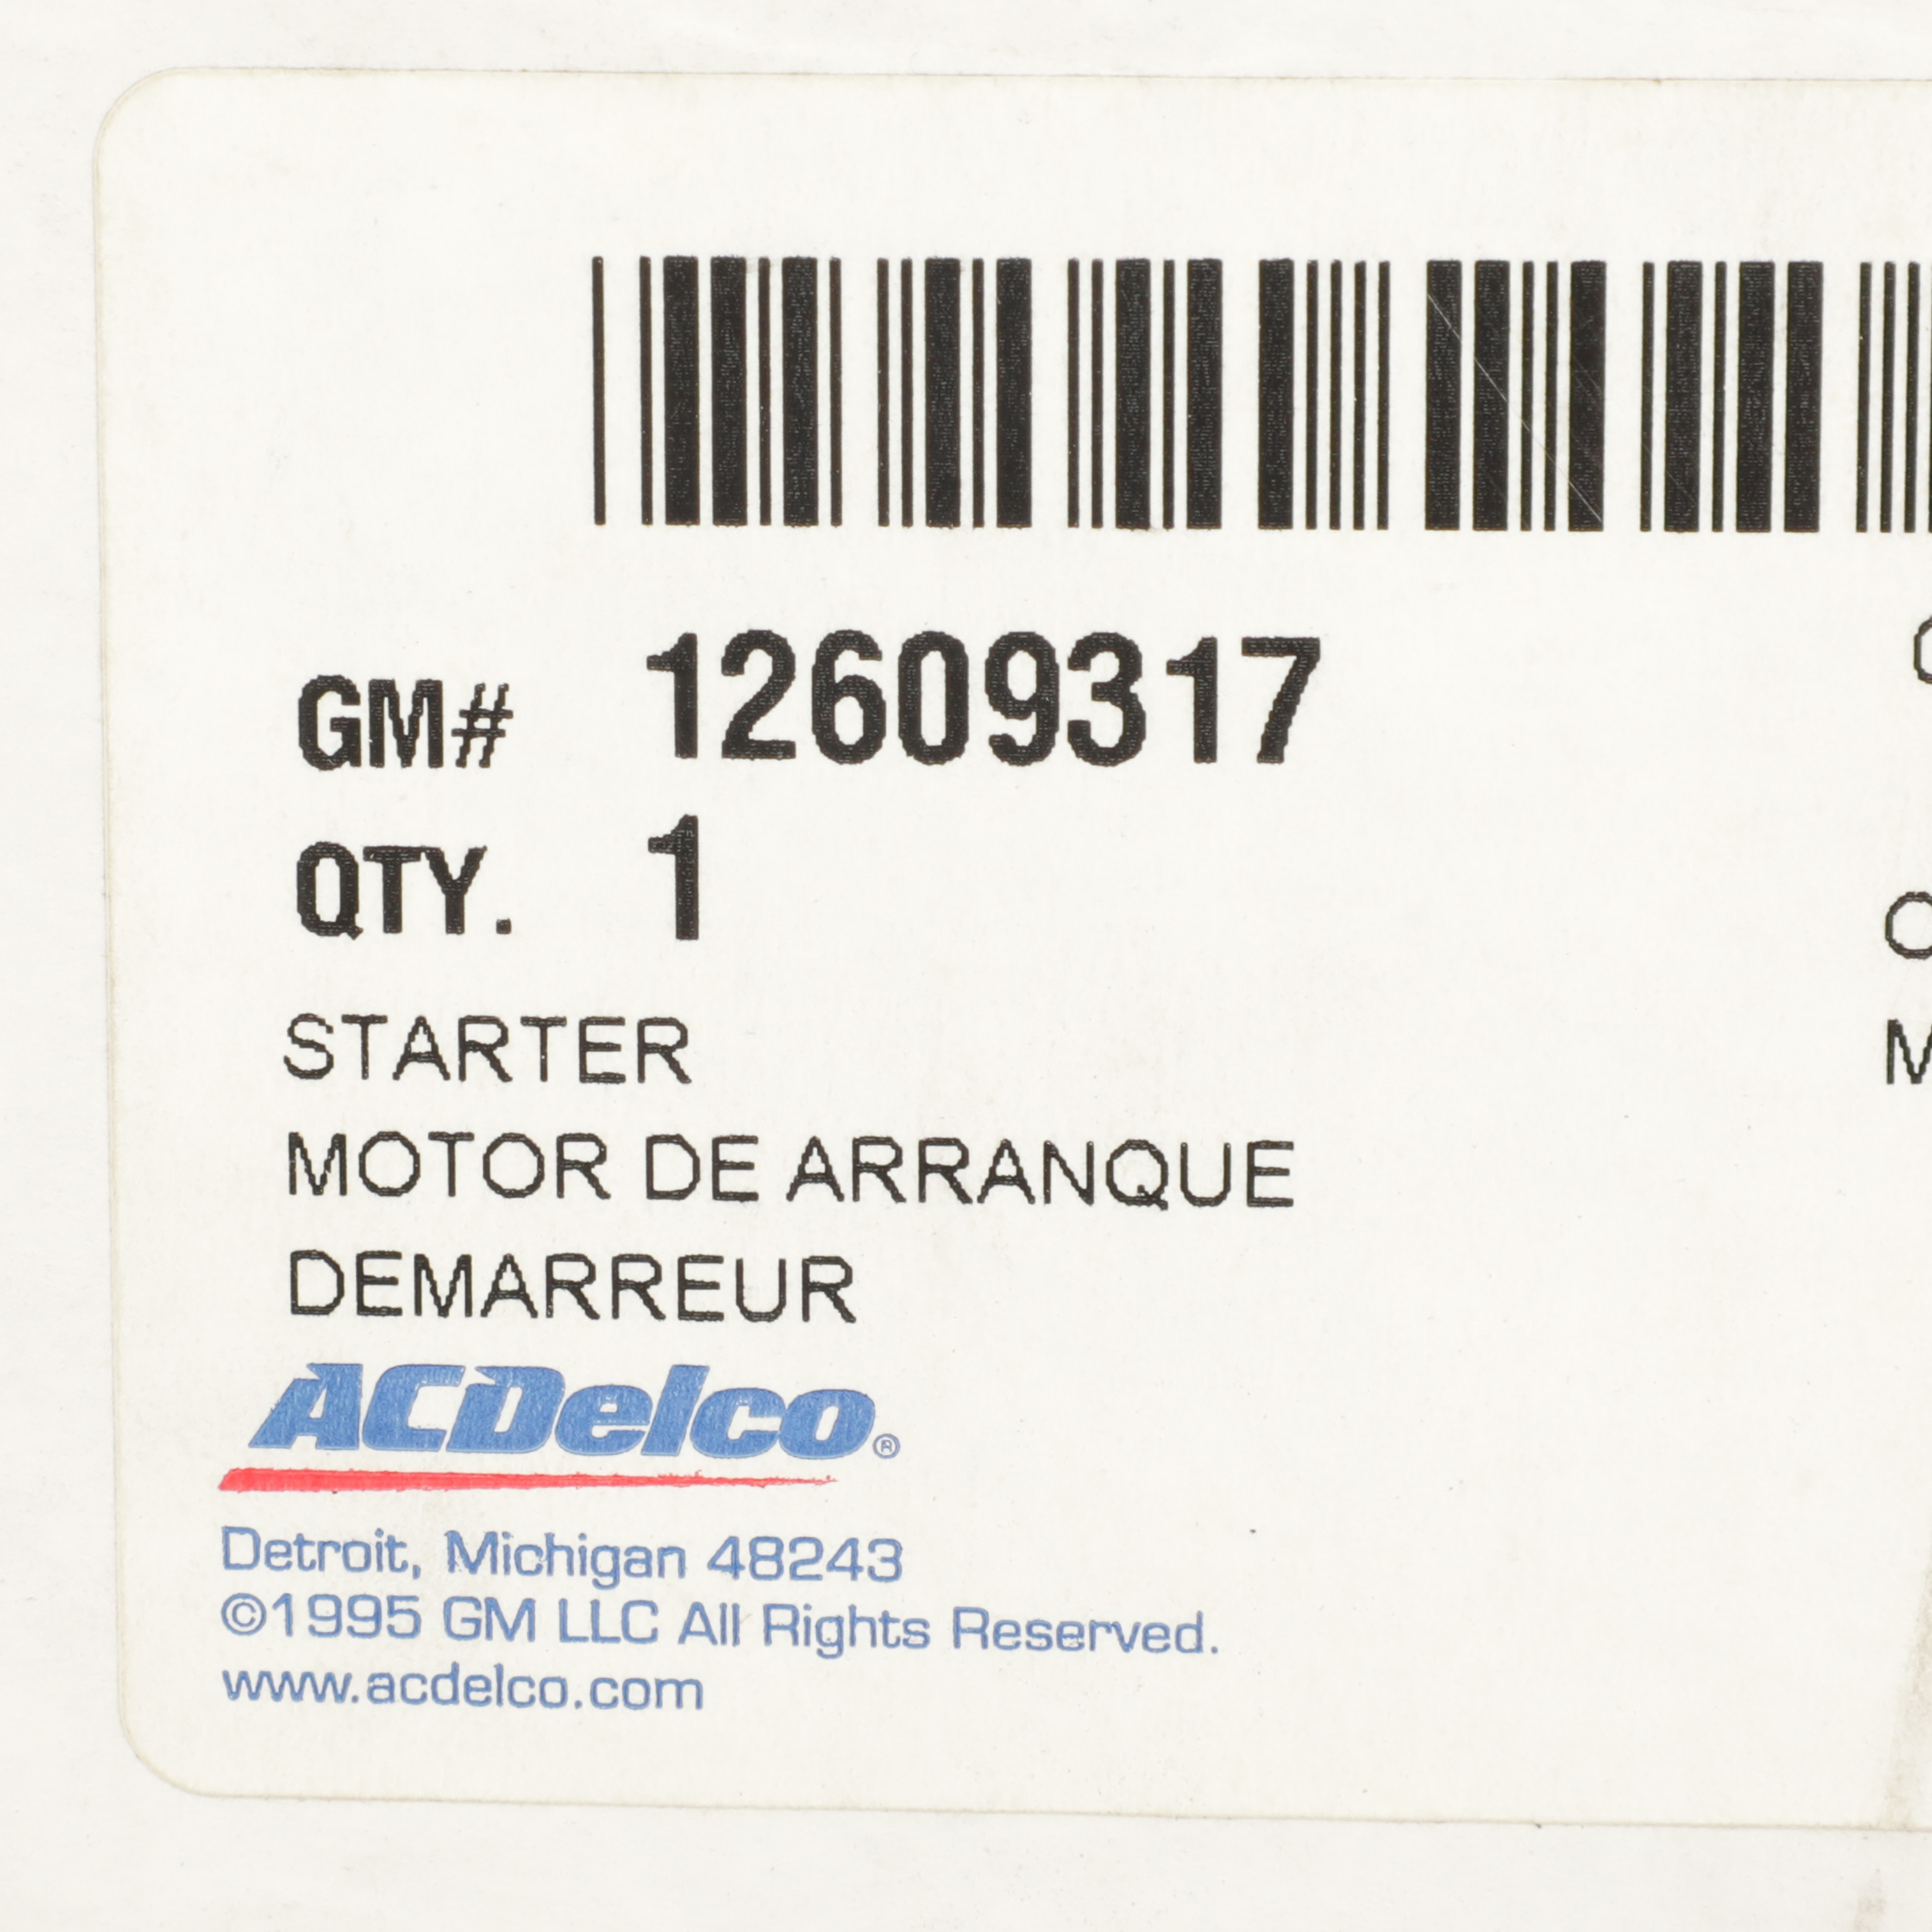 GM# 12609317
QTY. 1
STARTER
MOTOR DE ARRANQUE
DEMARREUR
ACDelco®
Detroit, Michigan 48243
©1995 GM LLC All Rights Reserved.
www.acdelco.com